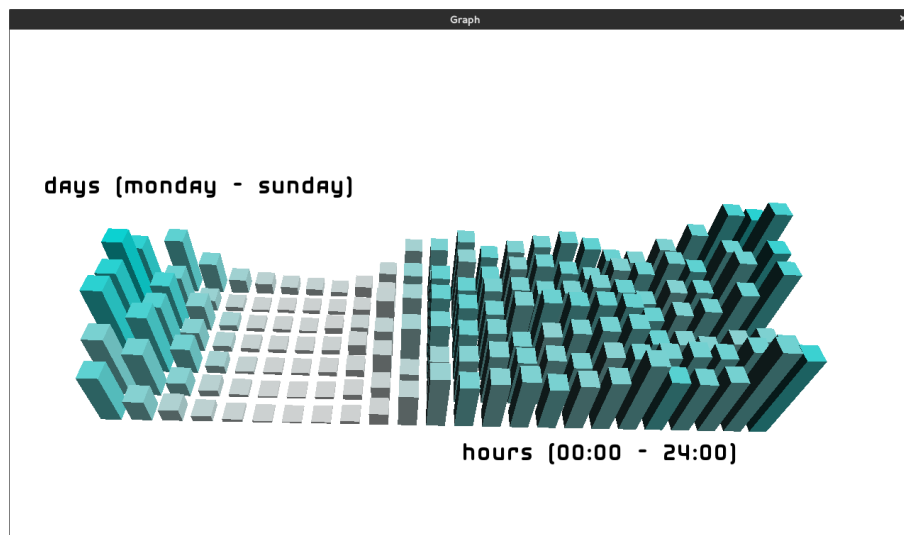 Graph
days (monday - sunday)
hours (00:00 - 24:00)